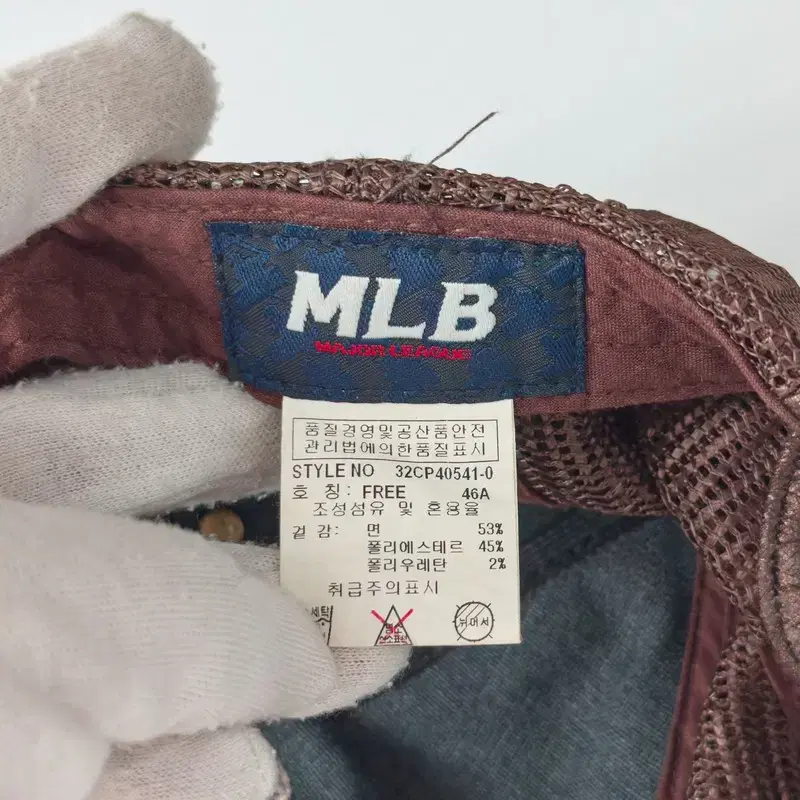 MLB
MAJOR LEAGUE
품질경영및공산품안전
관리법에의한품질표시
STYLE NO 32CP40541-0
호 칭: FREE 46A
조성섬유 및 혼용율
겉 감: 면 53%
폴리에스테르 45%
폴리우레탄 2%
취급주의표시
뉘어서